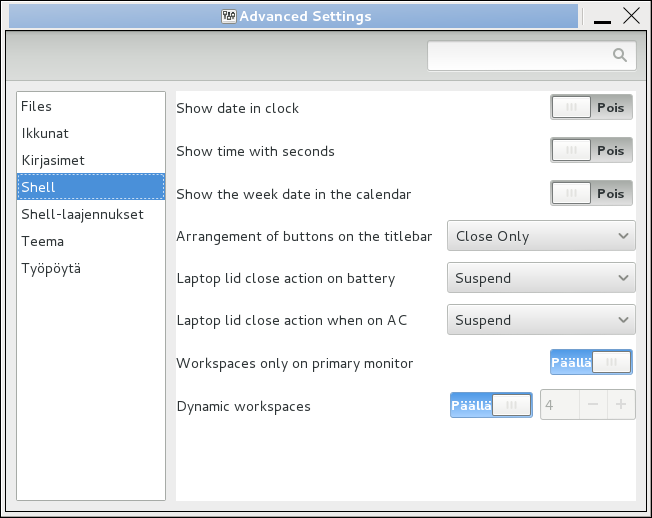 Advanced Settings
Files
Ikkunat
Kirjasimet
Shell
Shell-laajennukset
Teema
Työpöytä
Show date in clock Pois
Show time with seconds Pois
Show the week date in the calendar Pois
Arrangement of buttons on the titlebar Close Only
Laptop lid close action on battery Suspend
Laptop lid close action when on AC Suspend
Workspaces only on primary monitor Päällä
Dynamic workspaces Päällä 4